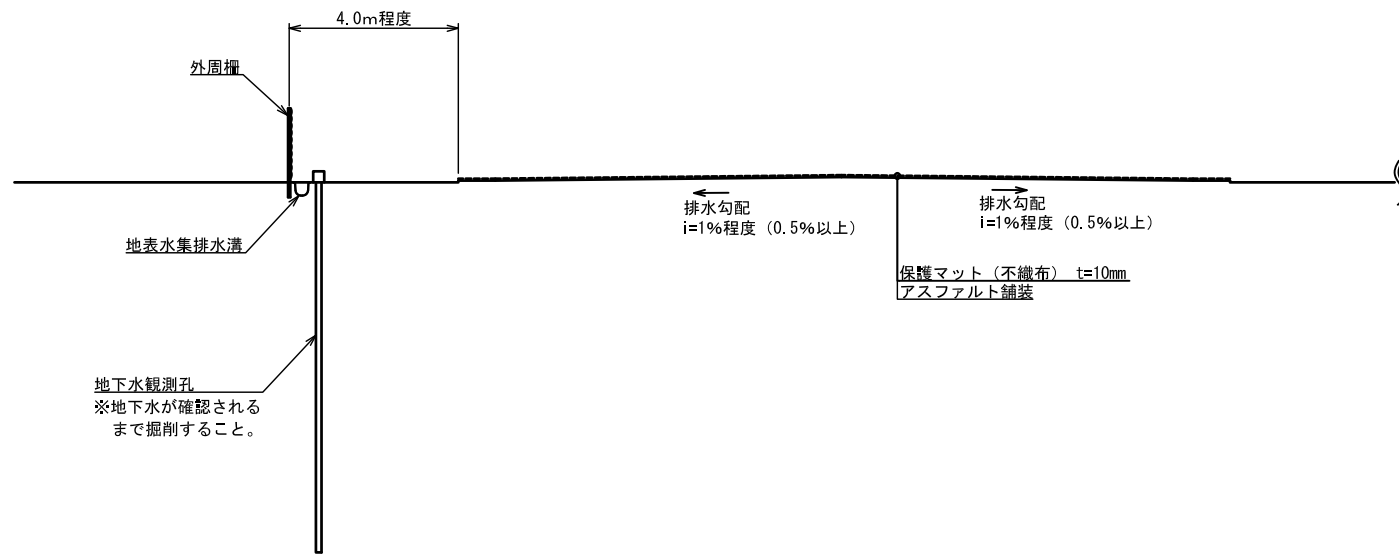 4.0m程度
外周柵
排水勾配
i=1%程度（0.5%以上）
排水勾配
i=1%程度（0.5%以上）
地表水集排水溝
保護マット（不織布） t=10mm
アスファルト舗装
地下水観測孔
※地下水が確認される
まで掘削すること。